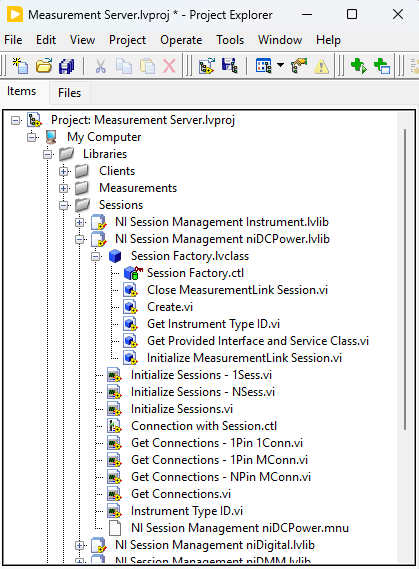 Measurement Server.lvproj * - Project Explorer
File Edit View Project Operate Tools Window Help
Items Files
Project: Measurement Server.lvproj
My Computer
Libraries
Clients
Measurements
Sessions
NI Session Management Instrument.lvlib
NI Session Management niDCPower.lvlib
Session Factory.lvclass
Session Factory.ctl
Close MeasurementLink Session.vi
Create.vi
Get Instrument Type ID.vi
Get Provided Interface and Service Class.vi
Initialize MeasurementLink Session.vi
Initialize Sessions - 1Sess.vi
Initialize Sessions - NSess.vi
Initialize Sessions.vi
Connection with Session.ctl
Get Connections - 1Pin 1Conn.vi
Get Connections - 1Pin MConn.vi
Get Connections - NPin MConn.vi
Get Connections.vi
Instrument Type ID.vi
NI Session Management niDCPower.mnu
NI Session Management niDigital.lvlib
NI Session Management niDMM.lvlib